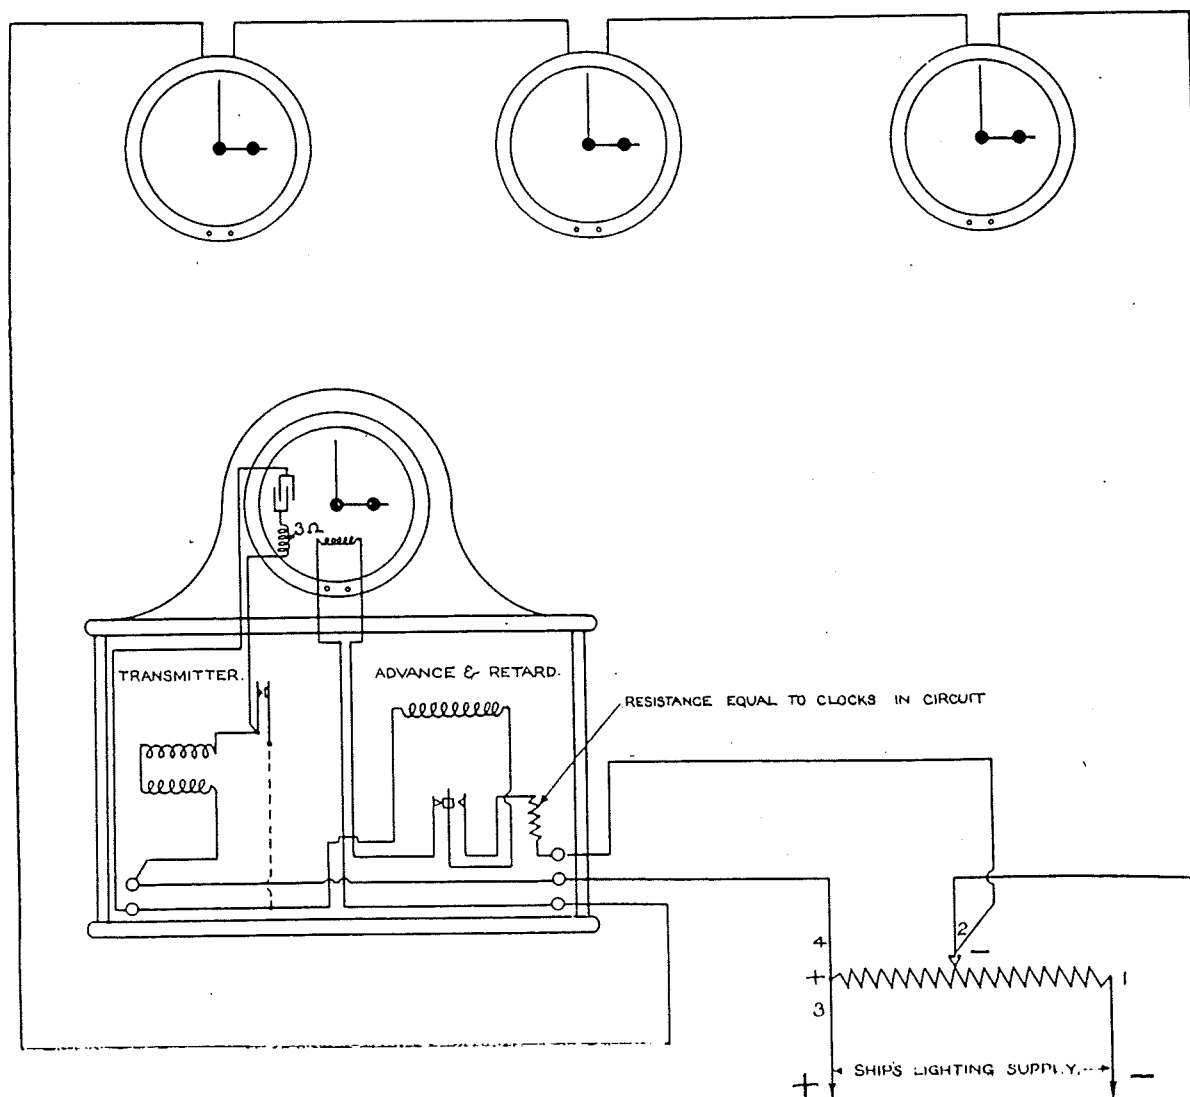 3Ω
TRANSMITTER.
ADVANCE & RETARD.
RESISTANCE EQUAL TO CLOCKS IN CIRCUIT
4
2
−
+
1
3
+
SHIP'S LIGHTING SUPPLY.
−